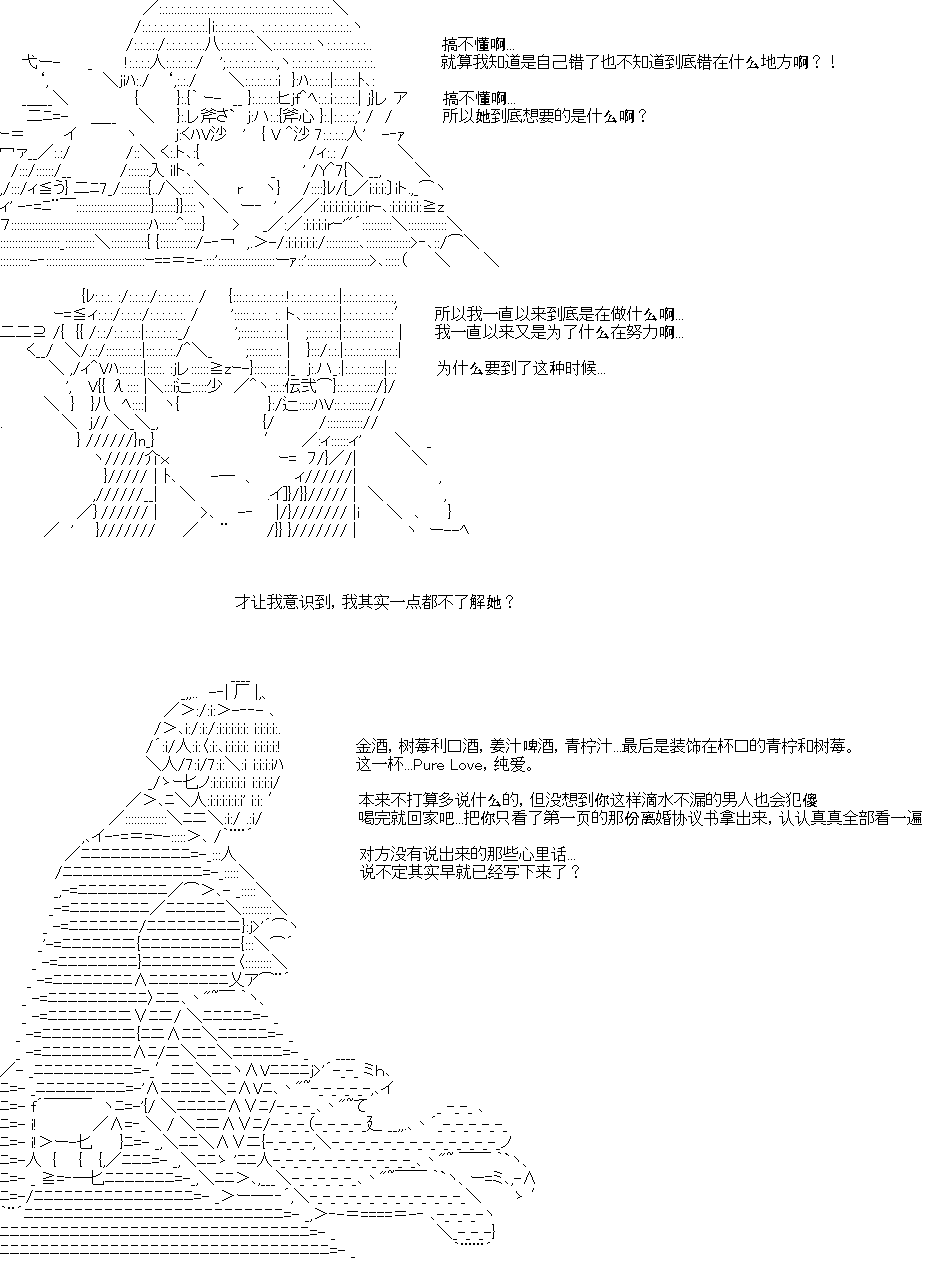 搞不懂啊...
就算我知道是自己错了也不知道到底错在什么地方啊？！
搞不懂啊...
所以她到底想要的是什么啊？
所以我一直以来到底是在做什么啊...
我一直以来又是为了什么在努力啊...
为什么要到了这种时候...
才让我意识到，我其实一点都不了解她？
金酒，树莓利口酒，姜汁啤酒，青柠汁...最后是装饰在杯口的青柠和树莓。
这一杯...Pure Love，纯爱。
本来不打算多说什么的，但没想到你这样滴水不漏的男人也会犯傻
喝完就回家吧...把你只看了第一页的那份离婚协议书拿出来，认认真真全部看一遍
对方没有说出来的那些心里话...
说不定其实早就已经写下来了？